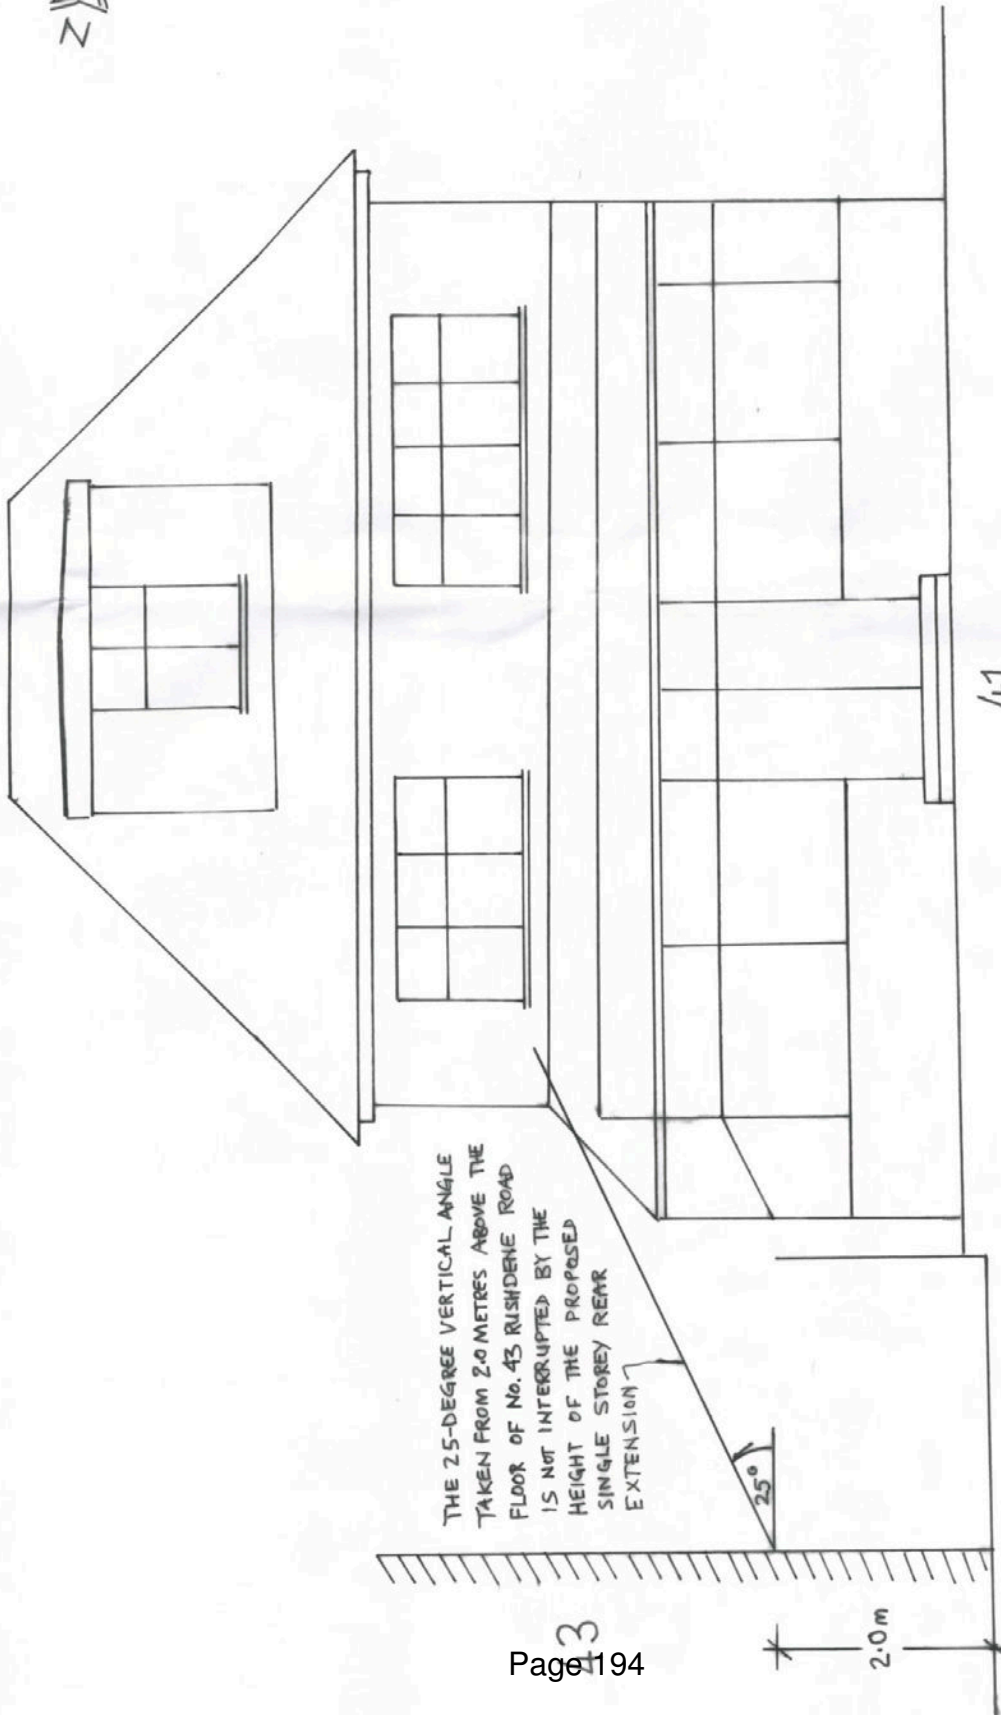 THE 25-DEGREE VERTICAL ANGLE
TAKEN FROM 2.0 METRES ABOVE THE
FLOOR OF No. 43 RUSHDENE ROAD
IS NOT INTERRUPTED BY THE
HEIGHT OF THE PROPOSED
SINGLE STOREY REAR
EXTENSION
25°
43
2.0m
Page 194